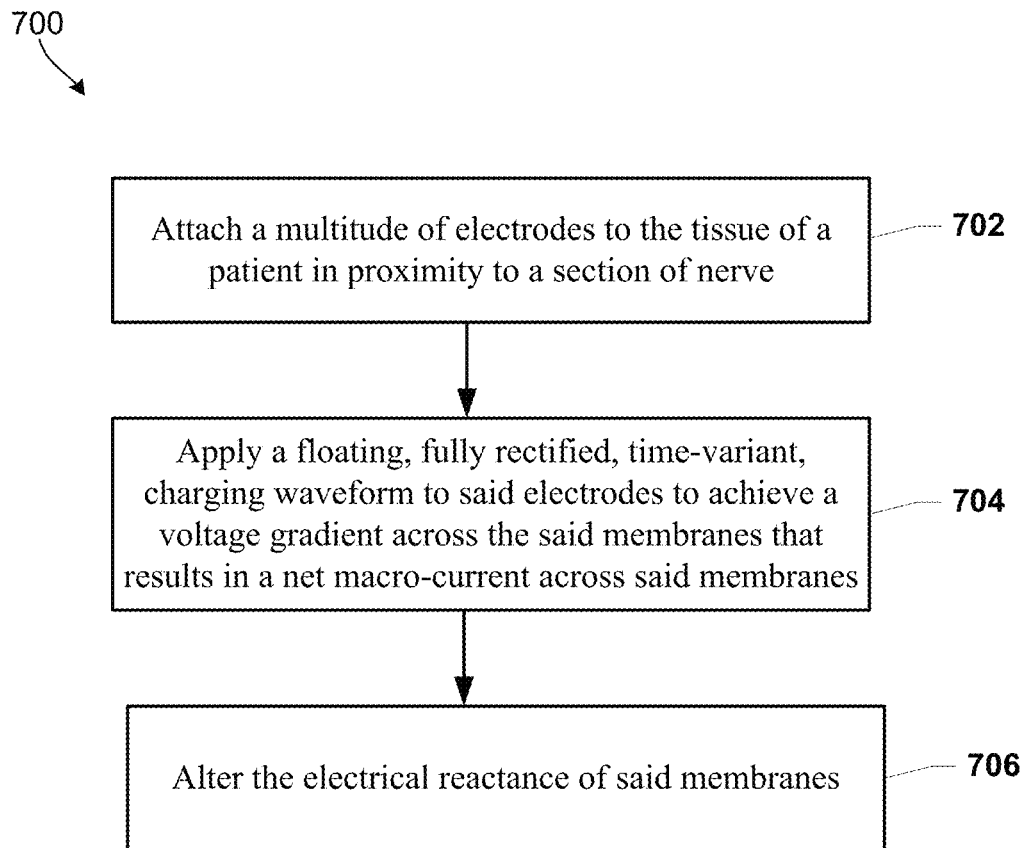 700
Attach a multitude of electrodes to the tissue of a
patient in proximity to a section of nerve
702
Apply a floating, fully rectified, time-variant,
charging waveform to said electrodes to achieve a
voltage gradient across the said membranes that
results in a net macro-current across said membranes
704
Alter the electrical reactance of said membranes
706